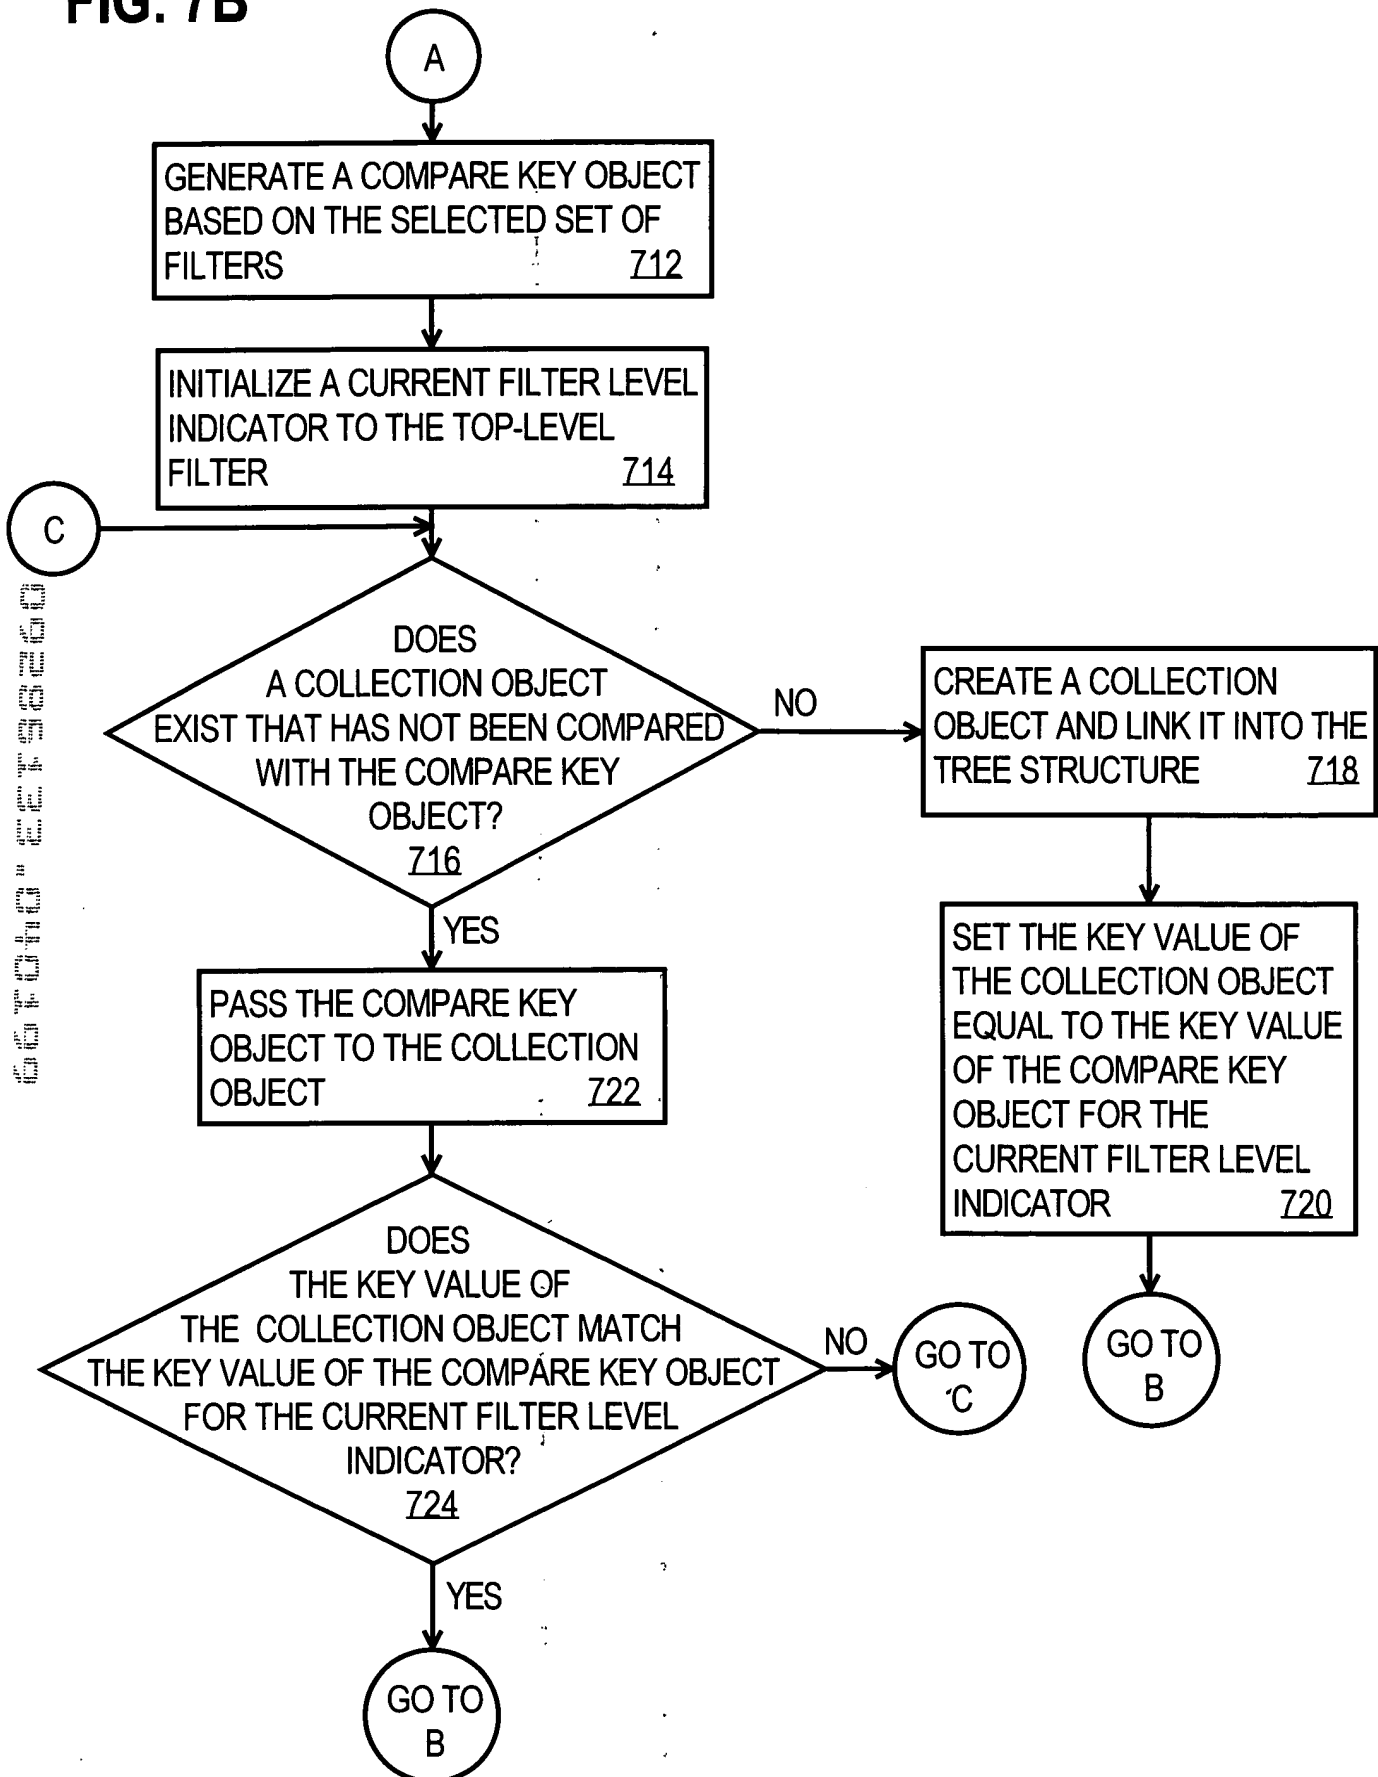 FIG. 7B
A
GENERATE A COMPARE KEY OBJECT
BASED ON THE SELECTED SET OF
FILTERS 712
INITIALIZE A CURRENT FILTER LEVEL
INDICATOR TO THE TOP-LEVEL
FILTER 714
C
DOES
A COLLECTION OBJECT
EXIST THAT HAS NOT BEEN COMPARED
WITH THE COMPARE KEY
OBJECT?
716
NO
CREATE A COLLECTION
OBJECT AND LINK IT INTO THE
TREE STRUCTURE 718
YES
SET THE KEY VALUE OF
THE COLLECTION OBJECT
EQUAL TO THE KEY VALUE
OF THE COMPARE KEY
OBJECT FOR THE
CURRENT FILTER LEVEL
INDICATOR 720
PASS THE COMPARE KEY
OBJECT TO THE COLLECTION
OBJECT 722
DOES
THE KEY VALUE OF
THE COLLECTION OBJECT MATCH
THE KEY VALUE OF THE COMPARE KEY OBJECT
FOR THE CURRENT FILTER LEVEL
INDICATOR?
724
NO
GO TO
C
GO TO
B
YES
GO TO
B